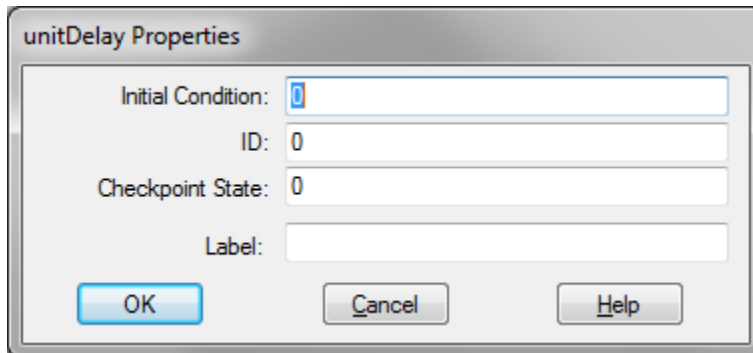 unitDelay Properties
Initial Condition: 0
ID: 0
Checkpoint State: 0
Label:
OK Cancel Help